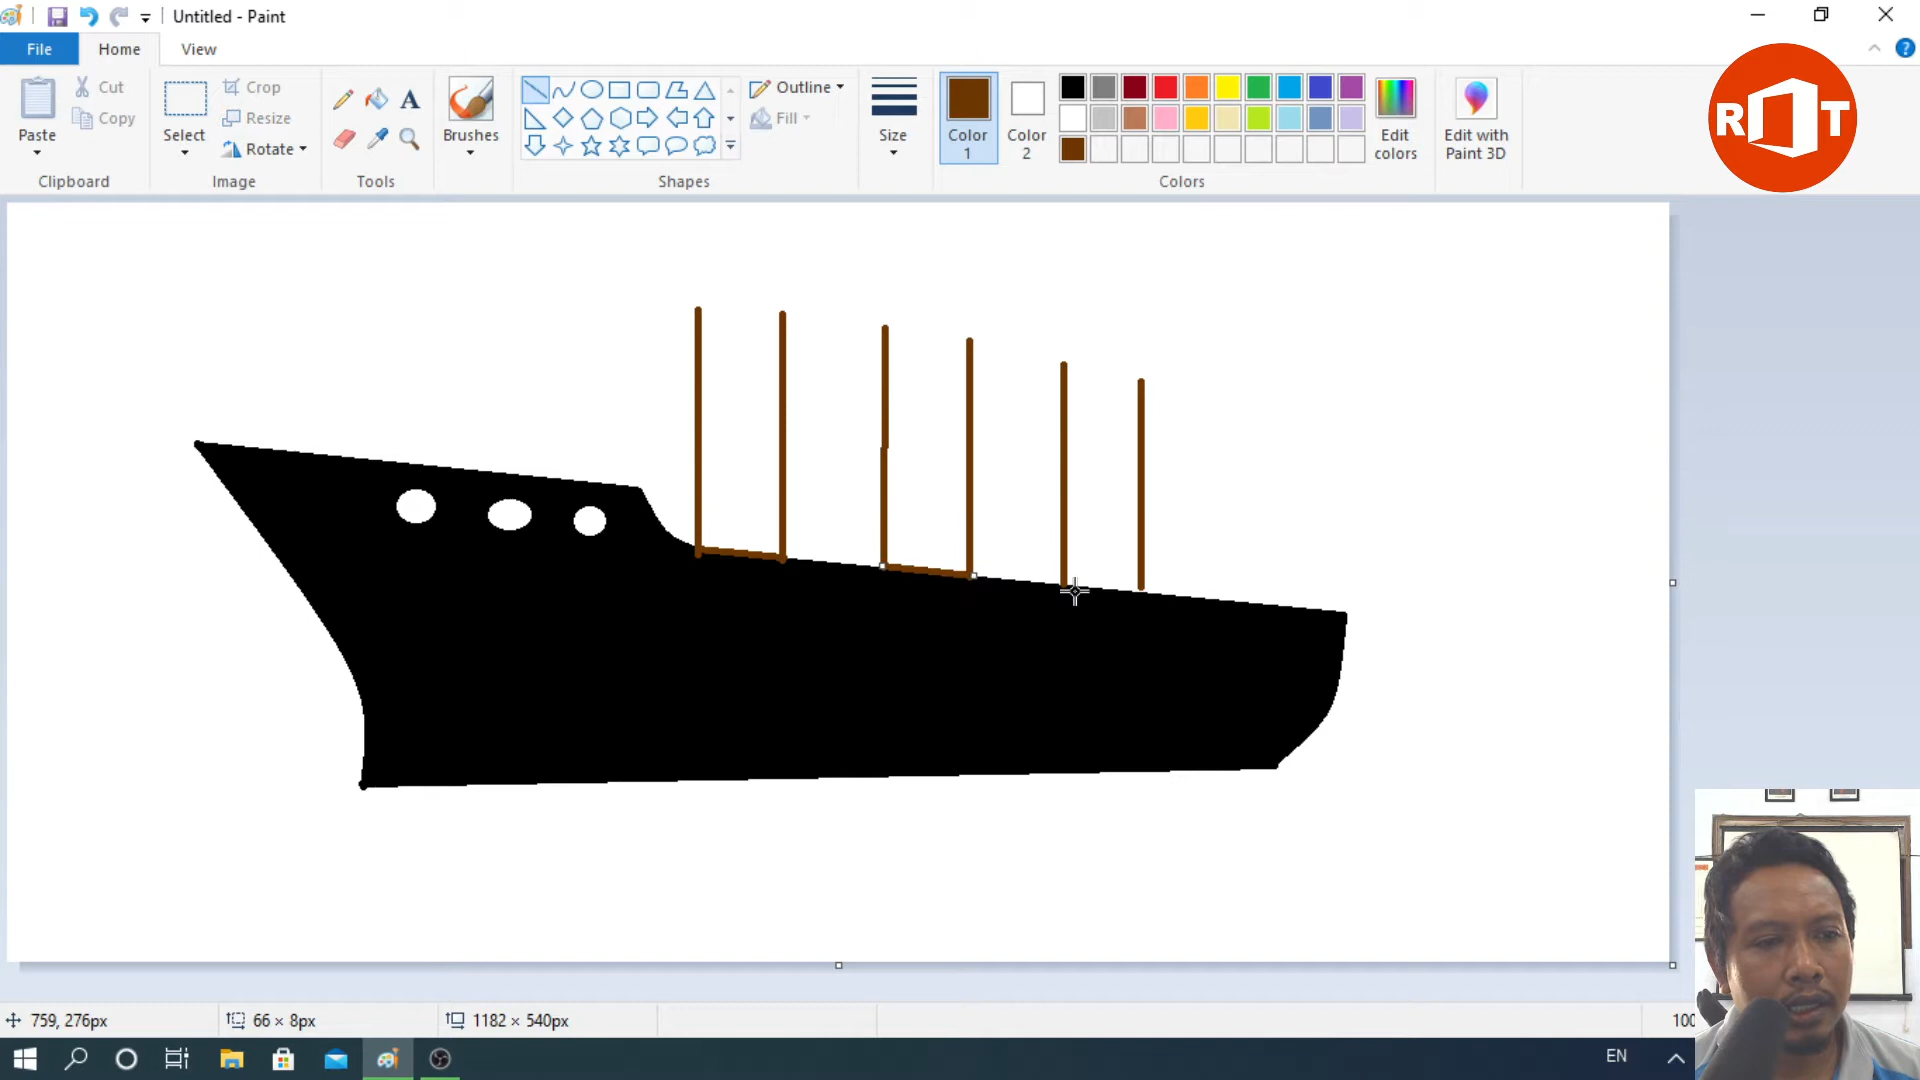 Untitled - Paint
File Home View
Paste Cut Copy Clipboard
Select Crop Resize Rotate Image
Tools
Brushes
Shapes
Outline Fill
Size
Color 1 Color 2
Edit colors
Colors
Edit with Paint 3D
R T
759, 276px 66 × 8px 1182 × 540px 100
EN